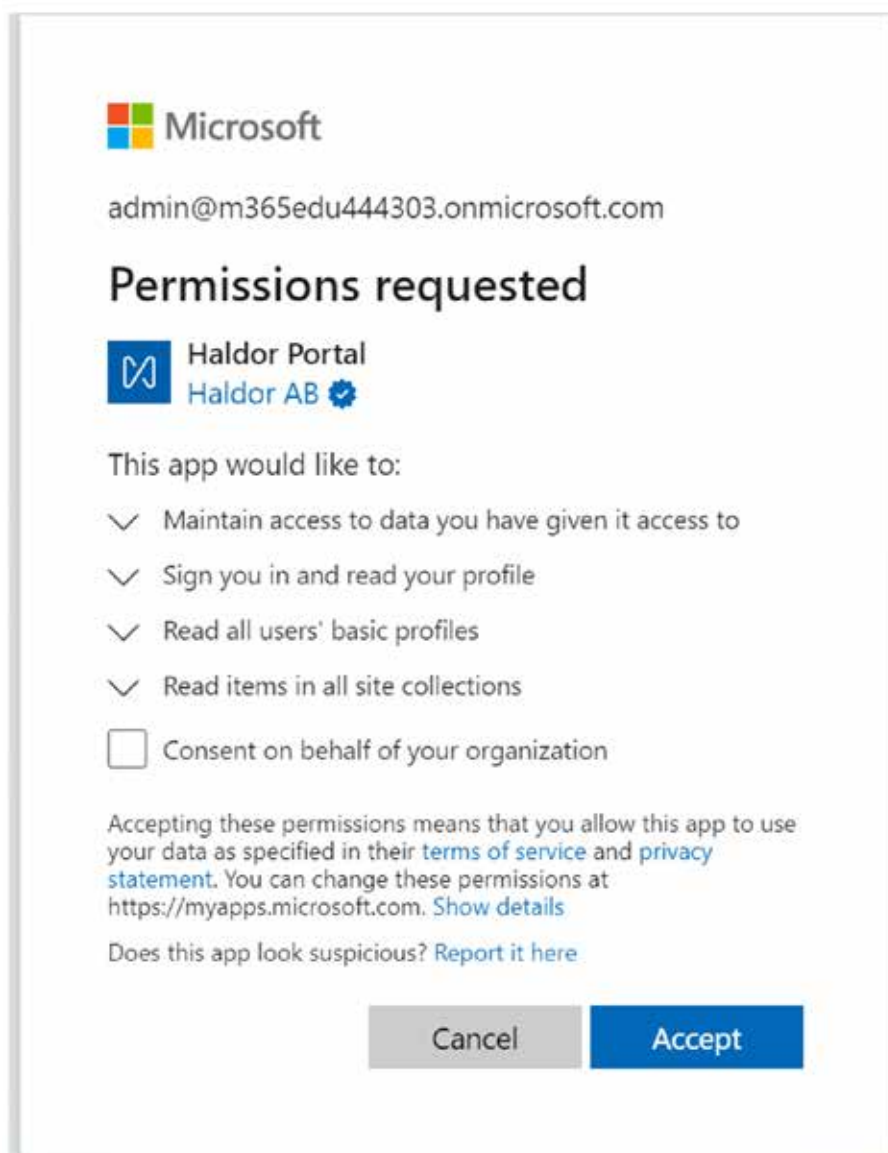 Microsoft
admin@m365edu444303.onmicrosoft.com
Permissions requested
Haldor Portal
Haldor AB
This app would like to:
Maintain access to data you have given it access to
Sign you in and read your profile
Read all users' basic profiles
Read items in all site collections
Consent on behalf of your organization
Accepting these permissions means that you allow this app to use
your data as specified in their terms of service and privacy
statement. You can change these permissions at
https://myapps.microsoft.com. Show details
Does this app look suspicious? Report it here
Cancel Accept